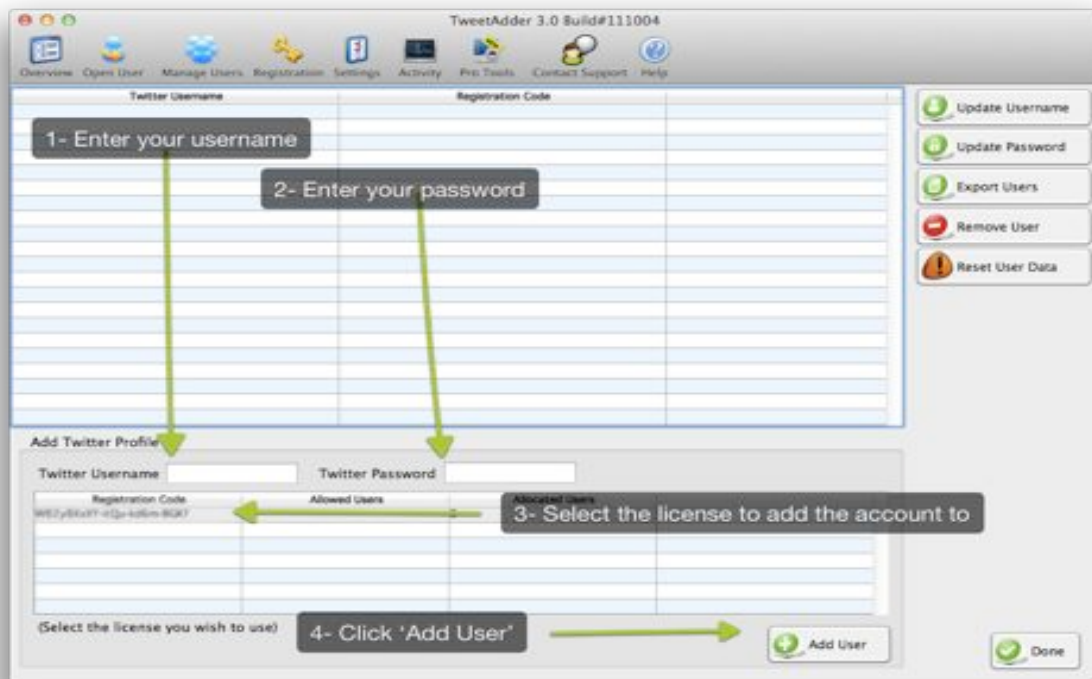 TweetAdder 3.0 Build#111004
Overview Open User Manage Users Registration Settings Activity Pro Tools Contact Support Help
Twitter Username Registration Code
Update Username
1- Enter your username
Update Password
2- Enter your password
Export Users
Remove User
Reset User Data
Add Twitter Profile
Twitter Username Twitter Password
Registration Code Allowed Users Allocated Users
3- Select the license to add the account to
(Select the license you wish to use)
4- Click ‘Add User’
Add User
Done